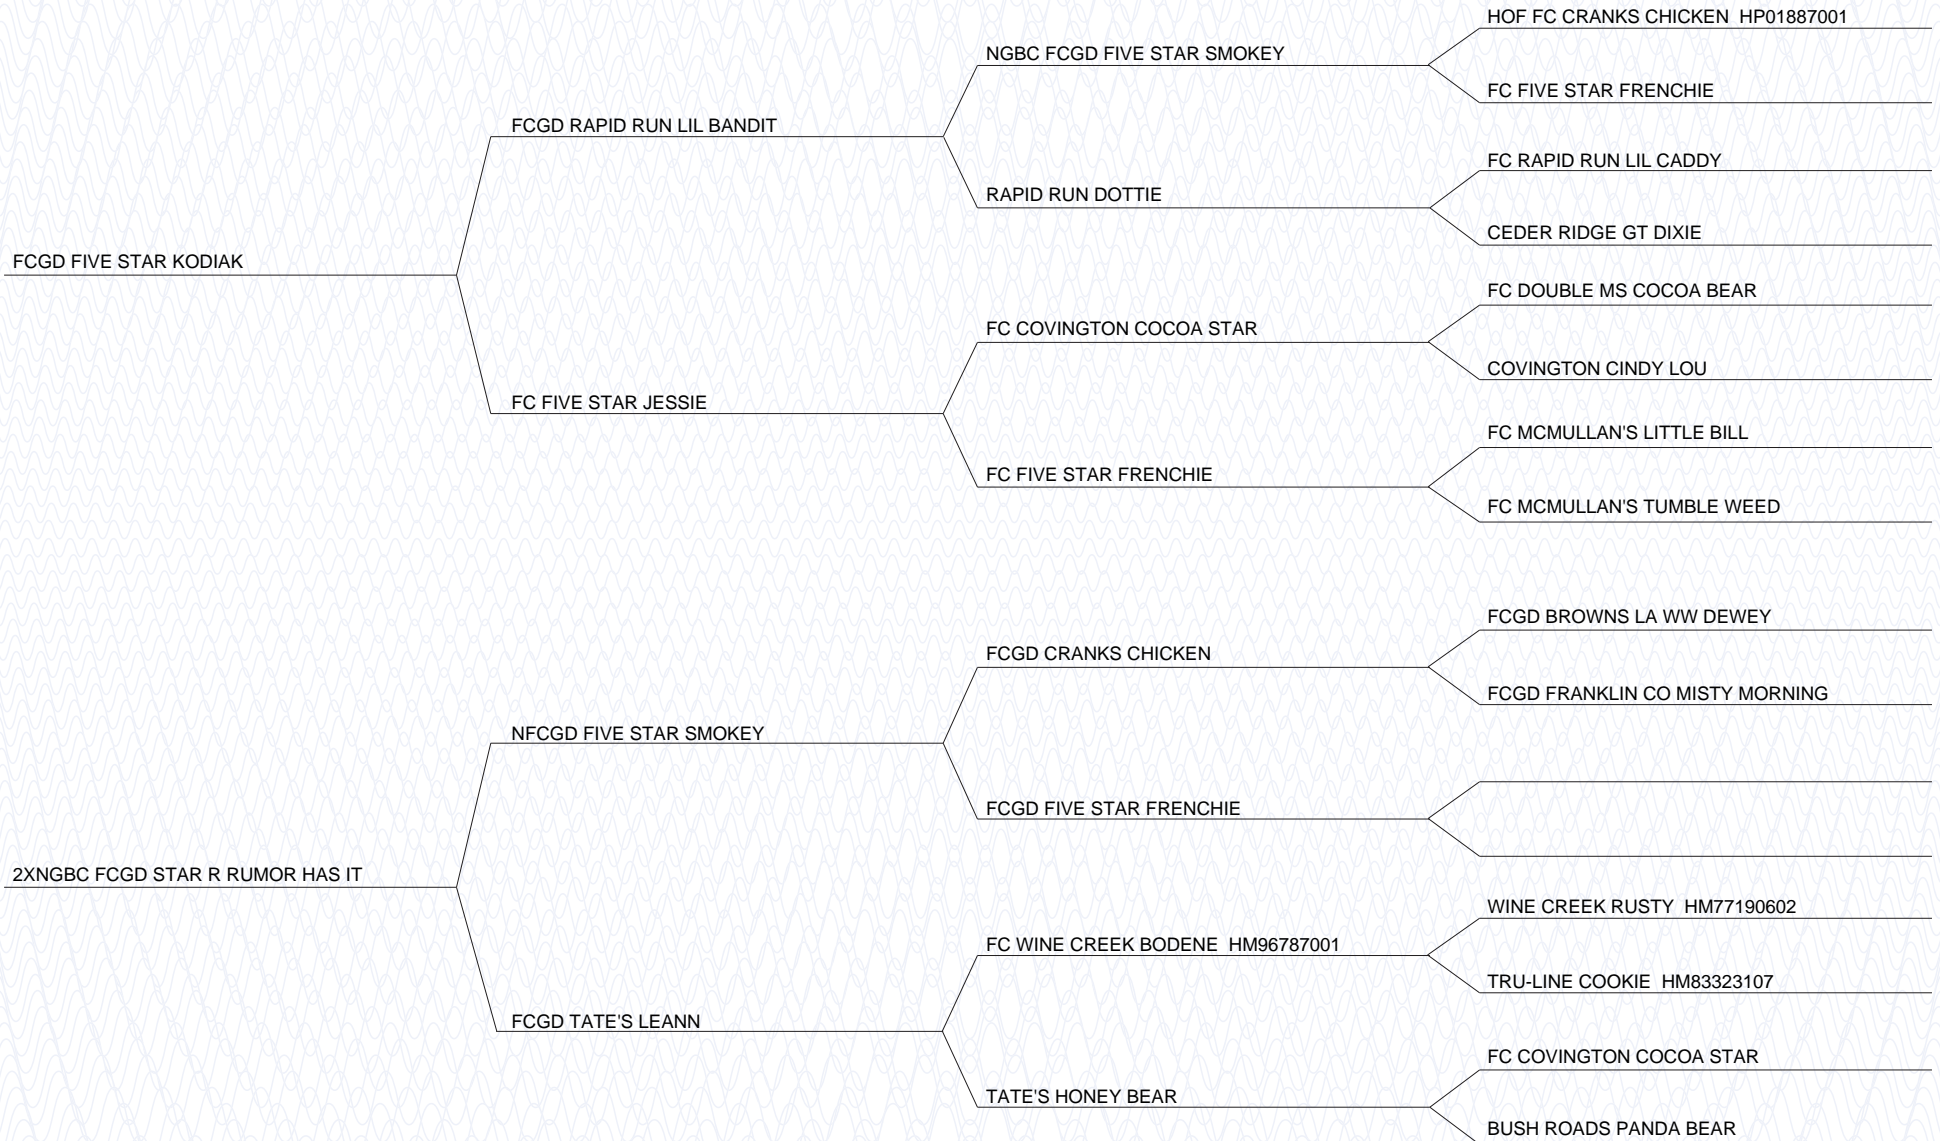 HOF FC CRANKS CHICKEN HP01887001
NGBC FCGD FIVE STAR SMOKEY
FC FIVE STAR FRENCHIE
FCGD RAPID RUN LIL BANDIT
FC RAPID RUN LIL CADDY
RAPID RUN DOTTIE
CEDER RIDGE GT DIXIE
FCGD FIVE STAR KODIAK
FC DOUBLE MS COCOA BEAR
FC COVINGTON COCOA STAR
COVINGTON CINDY LOU
FC FIVE STAR JESSIE
FC MCMULLAN'S LITTLE BILL
FC FIVE STAR FRENCHIE
FC MCMULLAN'S TUMBLE WEED
FCGD BROWNS LA WW DEWEY
FCGD CRANKS CHICKEN
FCGD FRANKLIN CO MISTY MORNING
NFCGD FIVE STAR SMOKEY
FCGD FIVE STAR FRENCHIE
2XNGBC FCGD STAR R RUMOR HAS IT
WINE CREEK RUSTY HM77190602
FC WINE CREEK BODENE HM96787001
TRU-LINE COOKIE HM83323107
FCGD TATE'S LEANN
FC COVINGTON COCOA STAR
TATE'S HONEY BEAR
BUSH ROADS PANDA BEAR